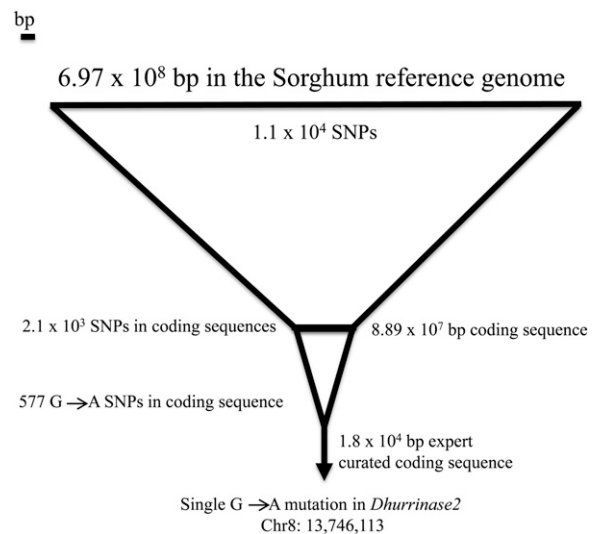 bp
6.97 x 10⁸ bp in the Sorghum reference genome
1.1 x 10⁴ SNPs
2.1 x 10³ SNPs in coding sequences
8.89 x 10⁷ bp coding sequence
577 G →A SNPs in coding sequence
1.8 x 10⁴ bp expert
curated coding sequence
Single G →A mutation in Dhurrinase2
Chr8: 13,746,113